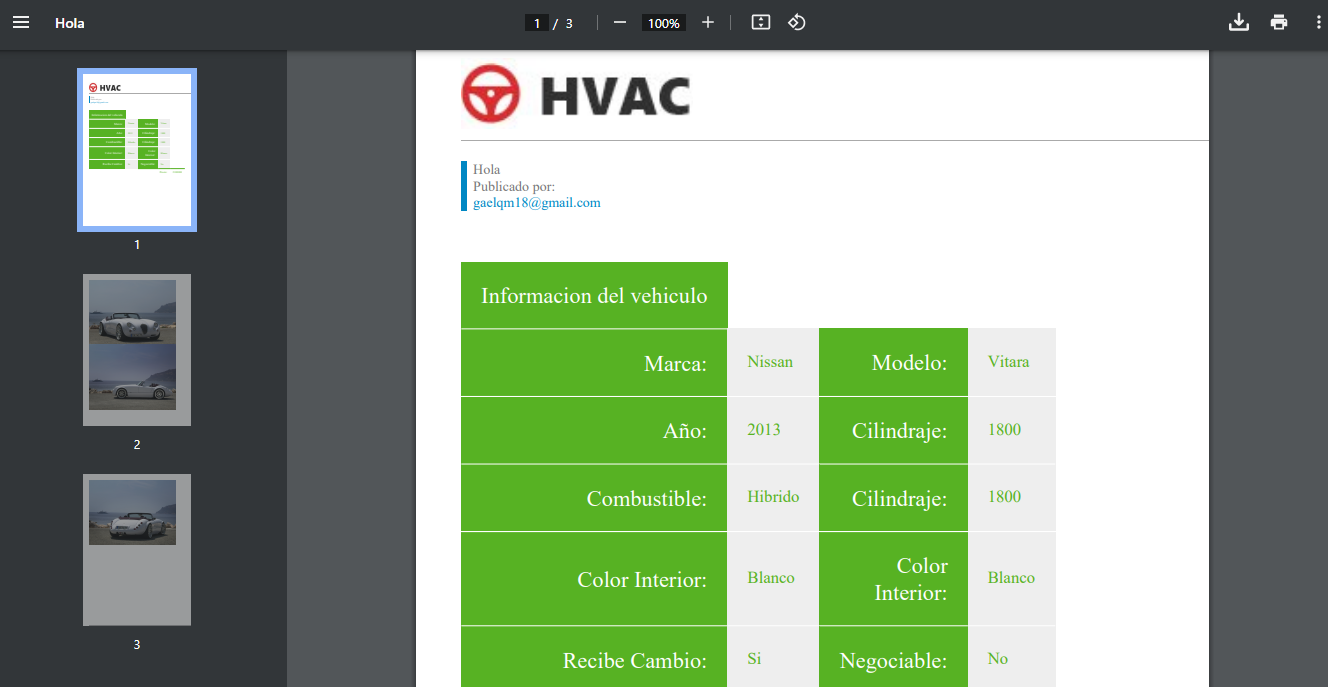 Hola
1 / 3
100%
HVAC
Hola
Publicado por:
gaelqm18@gmail.com
Informacion del vehiculo
Marca: Nissan Modelo: Vitara
Año: 2013 Cilindraje: 1800
Combustible: Hibrido Cilindraje: 1800
Color Interior: Blanco Color
Interior: Blanco
Recibe Cambio: Si Negociable: No
HVAC
1
2
3